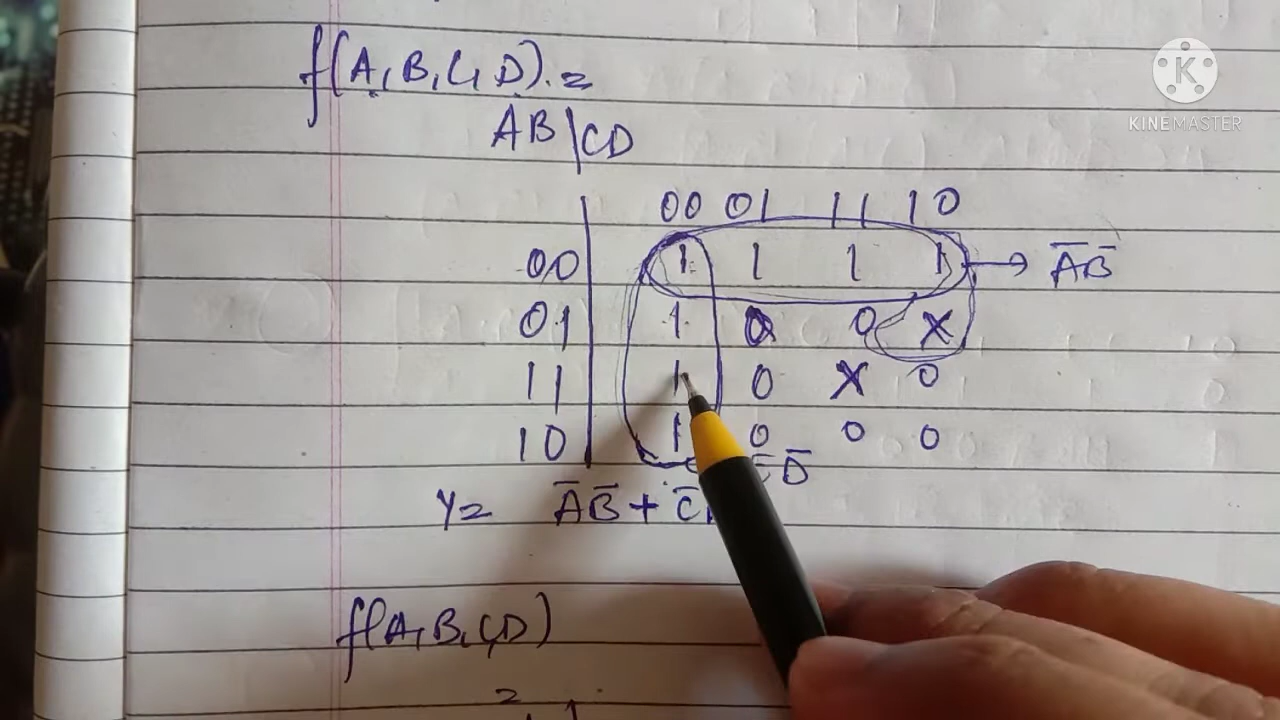 f(A,B,C,D).=
AB|CD
00 01 11 10
00 1 1 1 1 → A̅B̅
01 1 0 0 X
11 1 0 X 0
10 1 0 0 0
C̅D̅
Y= A̅B̅ + C̅
f(A,B,C,D)
KINEMASTER